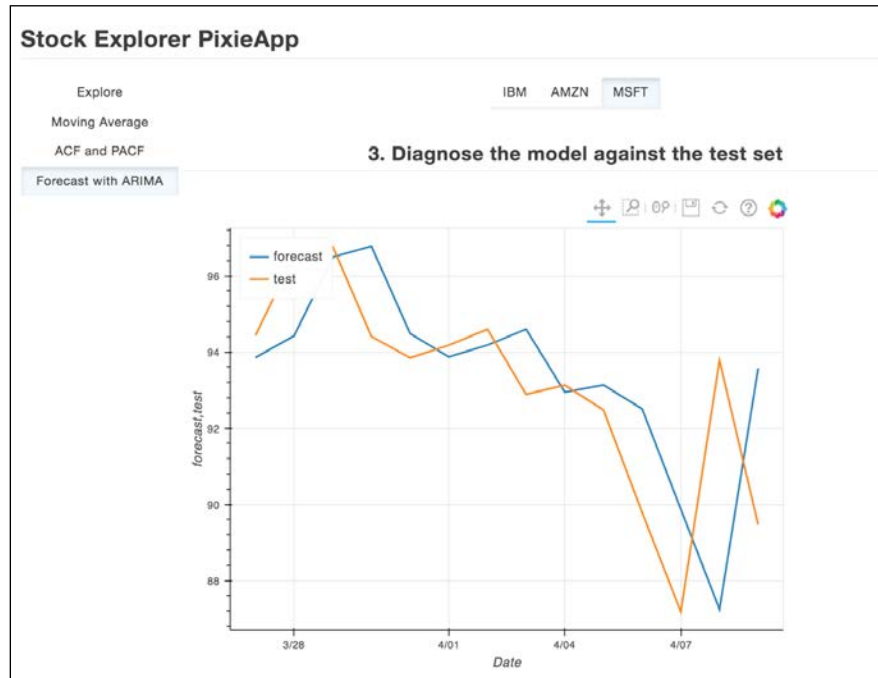 Stock Explorer PixieApp
Explore
Moving Average
ACF and PACF
Forecast with ARIMA
IBM AMZN MSFT
3. Diagnose the model against the test set
forecast
test
96
94
92
90
88
forecast,test
3/28 4/01 4/04 4/07
Date